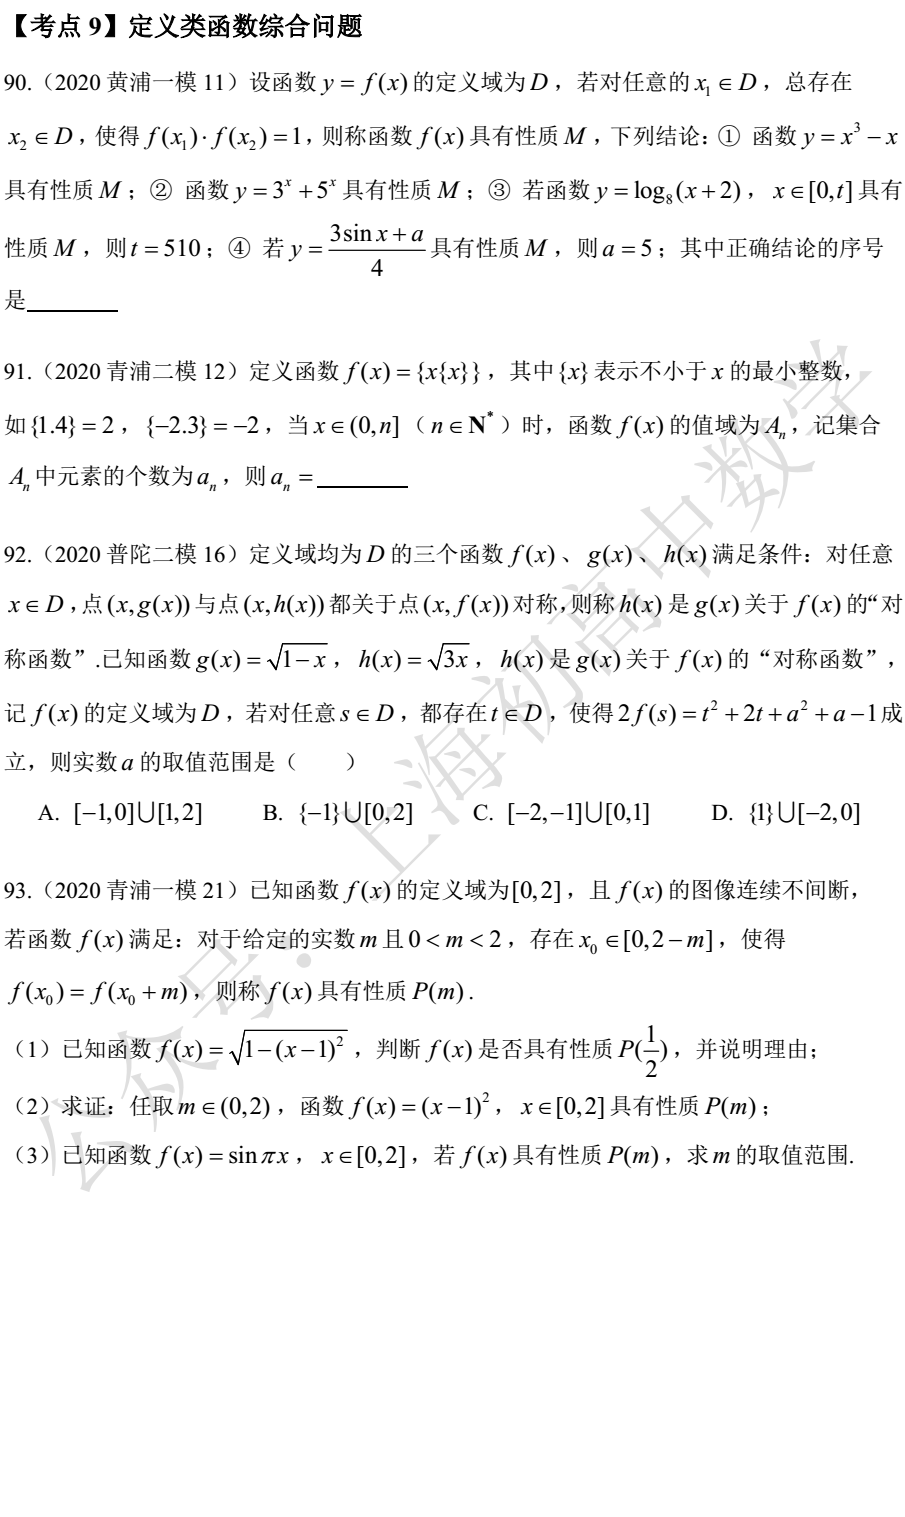 【考点 9】定义类函数综合问题
90.（2020 黄浦一模 11）设函数 y = f(x) 的定义域为 D，若对任意的 x₁ ∈ D，总存在
x₂ ∈ D，使得 f(x₁)·f(x₂) = 1，则称函数 f(x) 具有性质 M，下列结论：① 函数 y = x³ − x
具有性质 M；② 函数 y = 3ˣ + 5ˣ 具有性质 M；③ 若函数 y = log₈(x + 2)，x ∈ [0,t] 具有
性质 M，则 t = 510；④ 若 y = (3sin x + a)/4 具有性质 M，则 a = 5；其中正确结论的序号
是________
91.（2020 青浦二模 12）定义函数 f(x) = {x{x}}，其中 {x} 表示不小于 x 的最小整数，
如 {1.4} = 2，{−2.3} = −2，当 x ∈ (0,n]（n ∈ N*）时，函数 f(x) 的值域为 Aₙ，记集合
Aₙ 中元素的个数为 aₙ，则 aₙ = ________
92.（2020 普陀二模 16）定义域均为 D 的三个函数 f(x)、g(x)、h(x) 满足条件：对任意
x ∈ D，点 (x,g(x)) 与点 (x,h(x)) 都关于点 (x,f(x)) 对称，则称 h(x) 是 g(x) 关于 f(x) 的“对
称函数”.已知函数 g(x) = √(1−x)，h(x) = √(3x)，h(x) 是 g(x) 关于 f(x) 的“对称函数”，
记 f(x) 的定义域为 D，若对任意 s ∈ D，都存在 t ∈ D，使得 2f(s) = t² + 2t + a² + a − 1 成
立，则实数 a 的取值范围是（　　）
A. [−1,0]∪[1,2]　B. {−1}∪[0,2]　C. [−2,−1]∪[0,1]　D. {1}∪[−2,0]
93.（2020 青浦一模 21）已知函数 f(x) 的定义域为 [0,2]，且 f(x) 的图像连续不间断，
若函数 f(x) 满足：对于给定的实数 m 且 0 < m < 2，存在 x₀ ∈ [0,2−m]，使得
f(x₀) = f(x₀ + m)，则称 f(x) 具有性质 P(m).
（1）已知函数 f(x) = √(1−(x−1)²)，判断 f(x) 是否具有性质 P(1/2)，并说明理由；
（2）求证：任取 m ∈ (0,2)，函数 f(x) = (x−1)²，x ∈ [0,2] 具有性质 P(m)；
（3）已知函数 f(x) = sin πx，x ∈ [0,2]，若 f(x) 具有性质 P(m)，求 m 的取值范围.
公众号：上海初高中数学